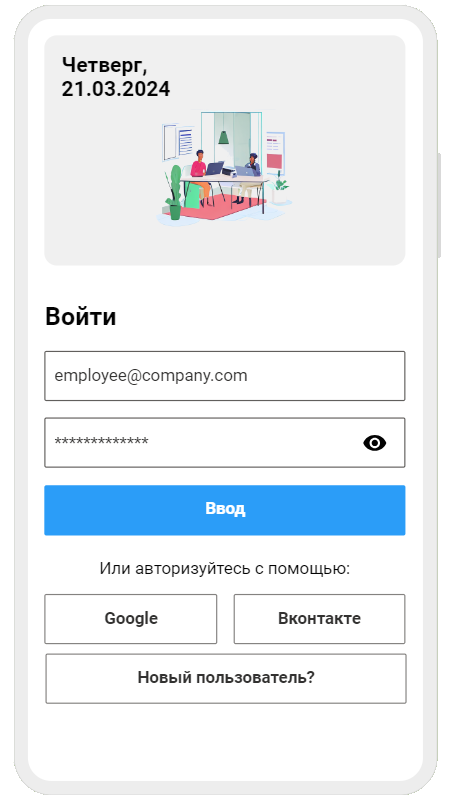 Четверг,
21.03.2024
Войти
employee@company.com
*************
Ввод
Или авторизуйтесь с помощью:
Google
Вконтакте
Новый пользователь?